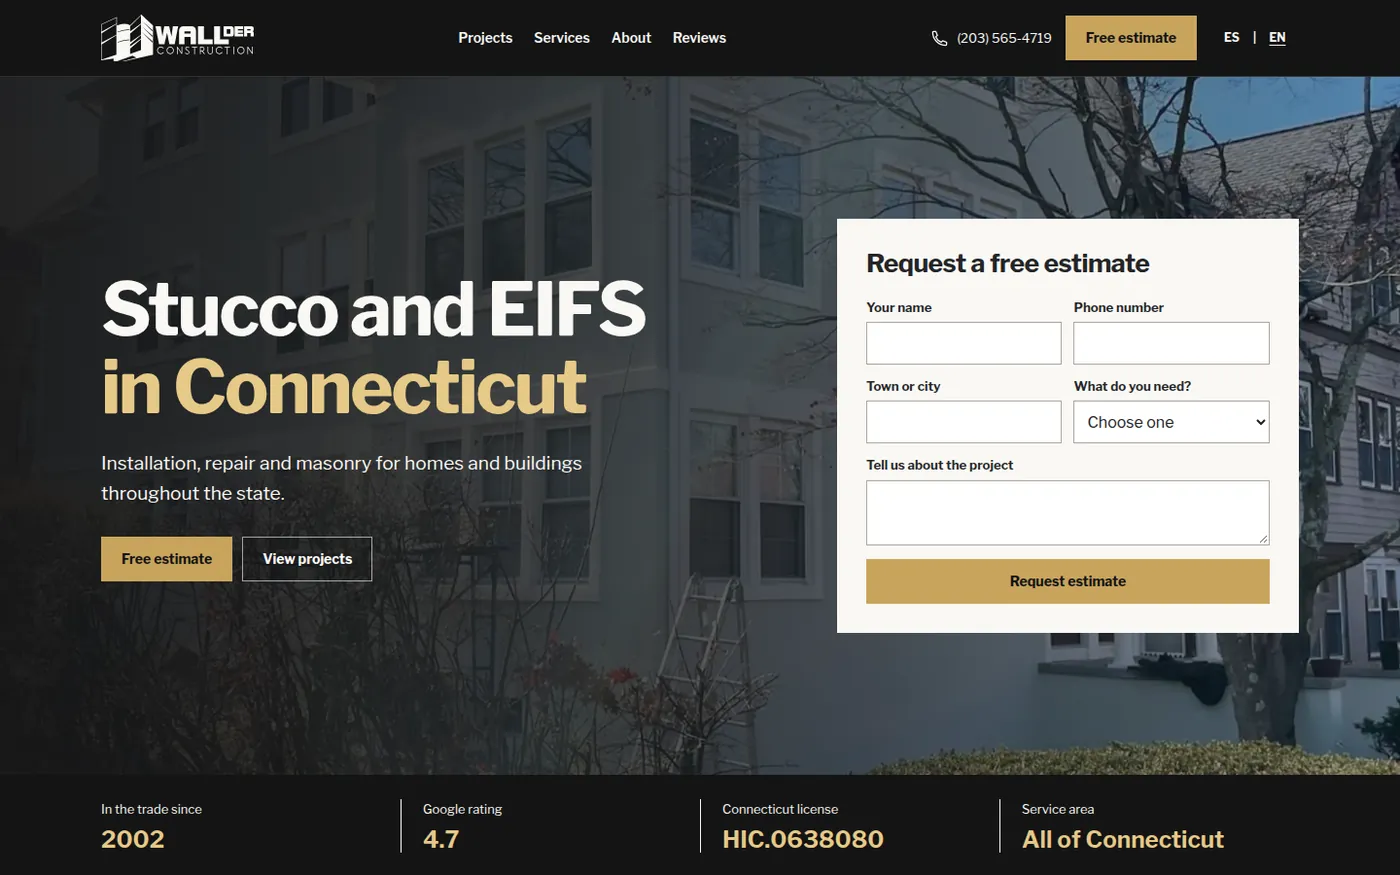 WALLDER
CONSTRUCTION
Projects Services About Reviews
(203) 565-4719
Free estimate
ES | EN
Stucco and EIFS
in Connecticut
Installation, repair and masonry for homes and buildings
throughout the state.
Free estimate
View projects
Request a free estimate
Your name
Phone number
Town or city
What do you need?
Choose one
Tell us about the project
Request estimate
In the trade since
2002
Google rating
4.7
Connecticut license
HIC.0638080
Service area
All of Connecticut